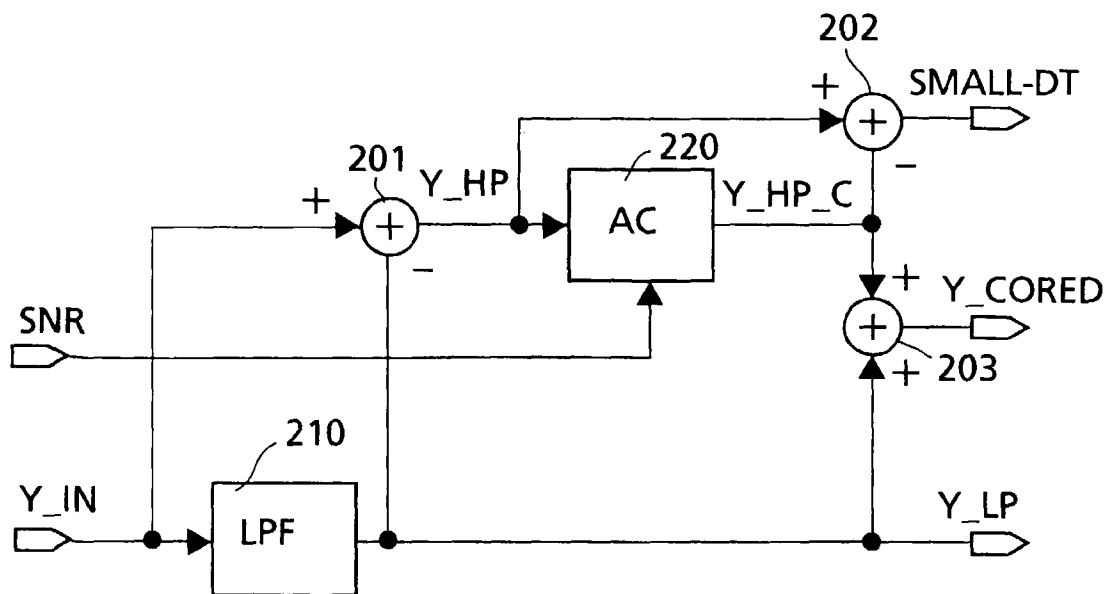 202
+
SMALL-DT
+
201
Y_HP
220
Y_HP_C
−
+
+
AC
−
+
Y_CORED
SNR
+
203
+
210
Y_IN
LPF
Y_LP